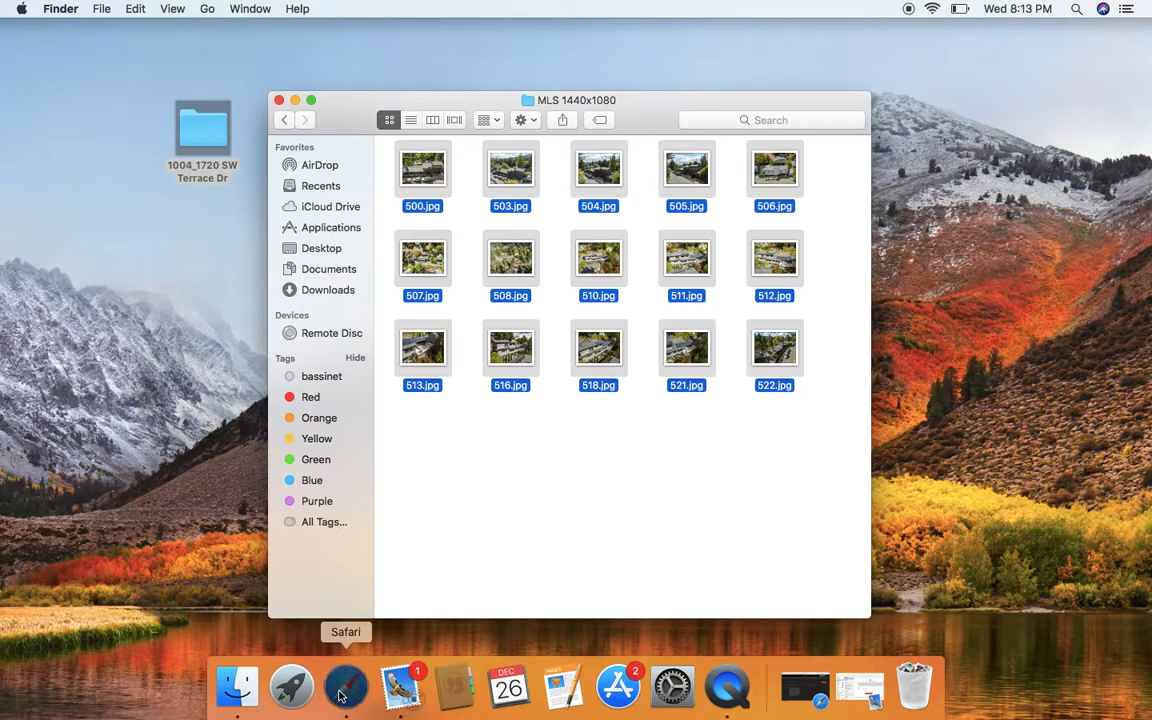 Finder File Edit View Go Window Help
Wed 8:13 PM
1004_1720 SW
Terrace Dr
MLS 1440x1080
Search
Favorites
AirDrop
Recents
iCloud Drive
Applications
Desktop
Documents
Downloads
Devices
Remote Disc
Tags Hide
bassinet
Red
Orange
Yellow
Green
Blue
Purple
All Tags...
500.jpg 503.jpg 504.jpg 505.jpg 506.jpg
507.jpg 508.jpg 510.jpg 511.jpg 512.jpg
513.jpg 516.jpg 518.jpg 521.jpg 522.jpg
Safari
1
DEC
26
2